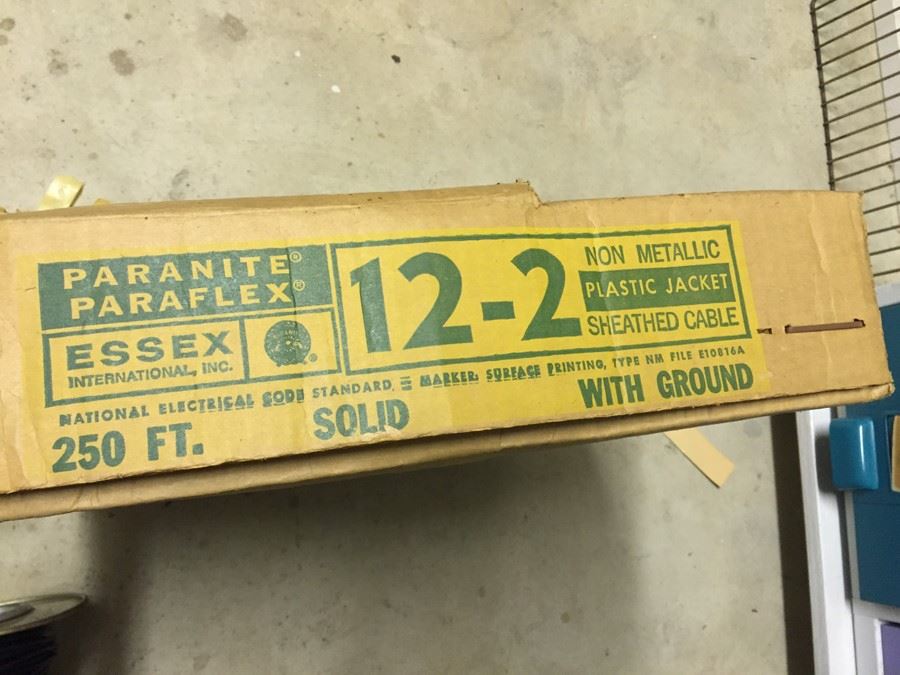 PARANITE®
PARAFLEX®
ESSEX
INTERNATIONAL, INC.
®
12-2
NON METALLIC
PLASTIC JACKET
SHEATHED CABLE
NATIONAL ELECTRICAL CODE STANDARD, MARKER: SURFACE PRINTING, TYPE NM FILE E10816A
250 FT.
SOLID
WITH GROUND